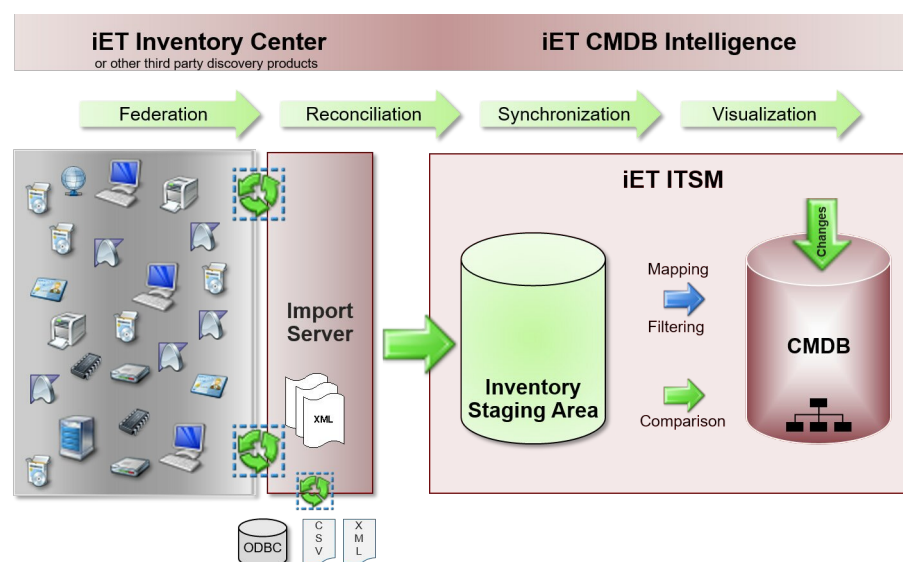 iET Inventory Center
or other third party discovery products
iET CMDB Intelligence
Federation
Reconciliation
Synchronization
Visualization
iET ITSM
Import
Server
XML
Inventory
Staging Area
Mapping
Filtering
Comparison
Changes
CMDB
ODBC
C
S
V
X
M
L